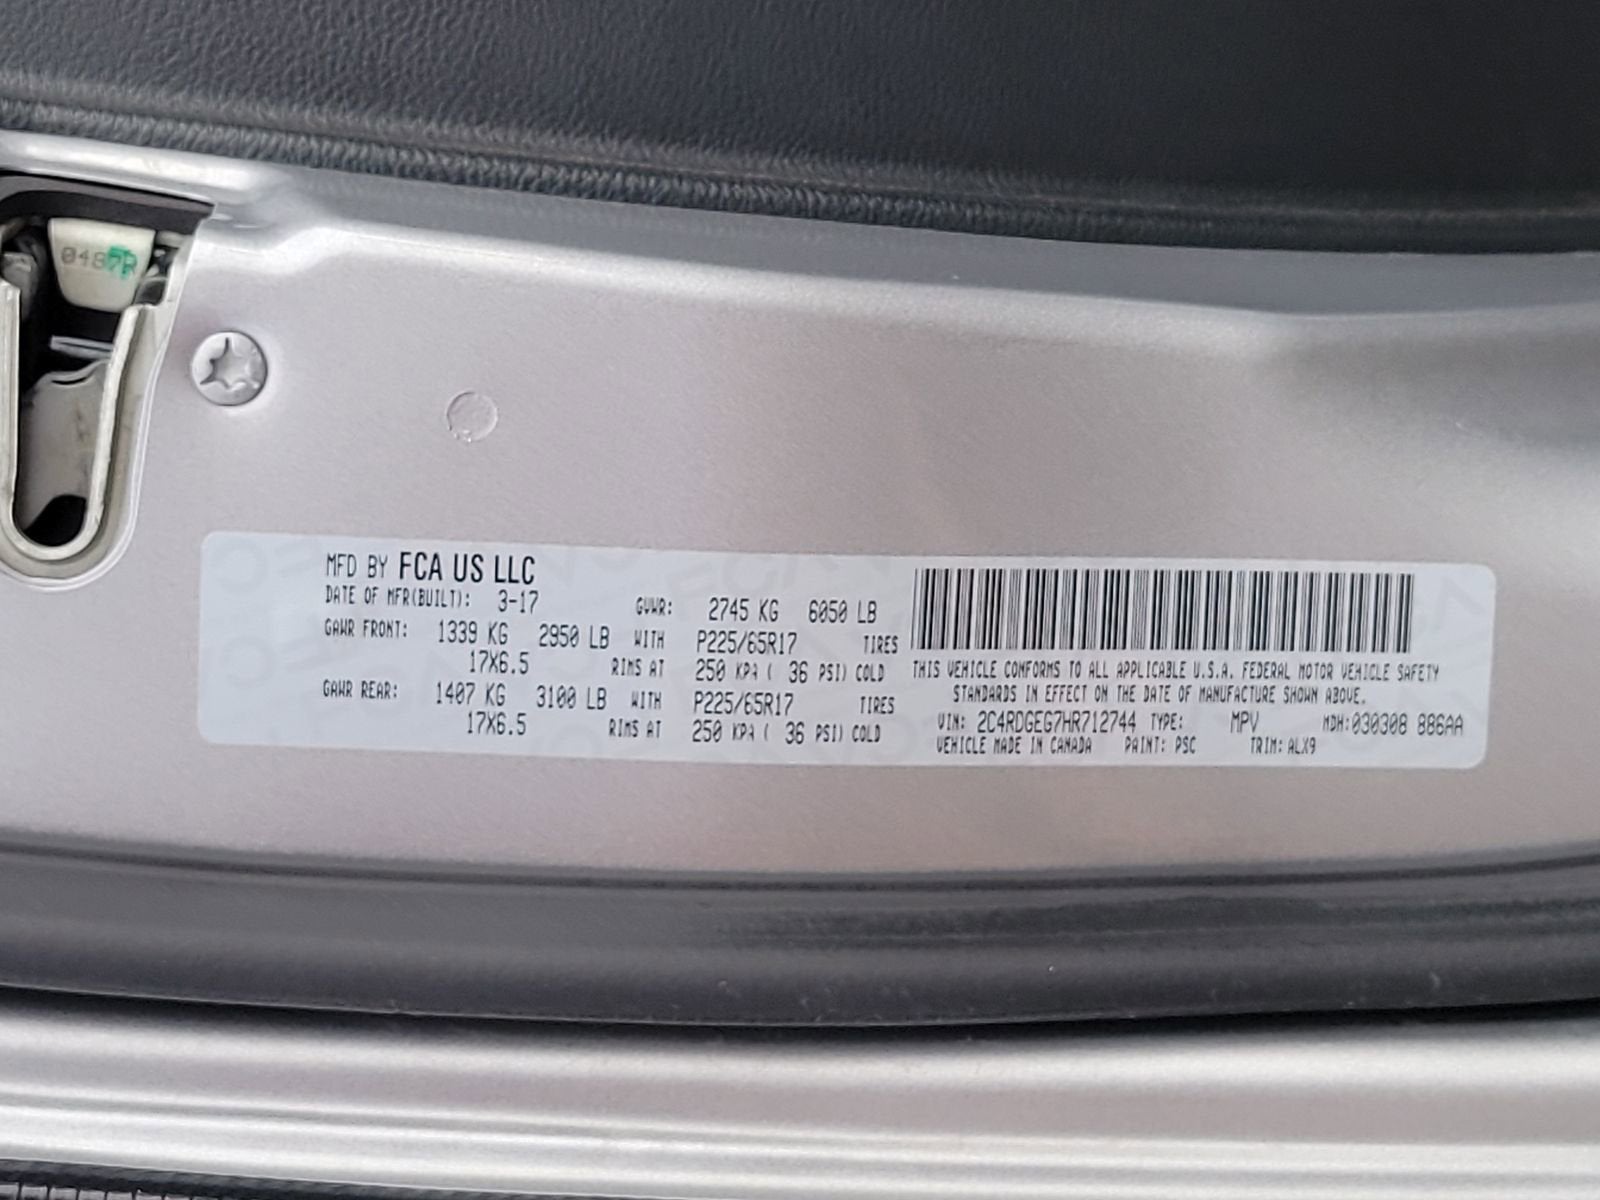 0487R
MFD BY FCA US LLC
DATE OF MFR(BUILT): 3-17 GVWR: 2745 KG 6050 LB
GAWR FRONT: 1339 KG 2950 LB WITH P225/65R17 TIRES
17X6.5 RIMS AT 250 KPA ( 36 PSI) COLD
GAWR REAR: 1407 KG 3100 LB WITH P225/65R17 TIRES
17X6.5 RIMS AT 250 KPA ( 36 PSI) COLD
THIS VEHICLE CONFORMS TO ALL APPLICABLE U.S.A. FEDERAL MOTOR VEHICLE SAFETY
STANDARDS IN EFFECT ON THE DATE OF MANUFACTURE SHOWN ABOVE.
VIN: 2C4RDGEG7HR712744 TYPE: MPV MDH:030308 886AA
VEHICLE MADE IN CANADA PAINT: PSC TRIM: ALX9